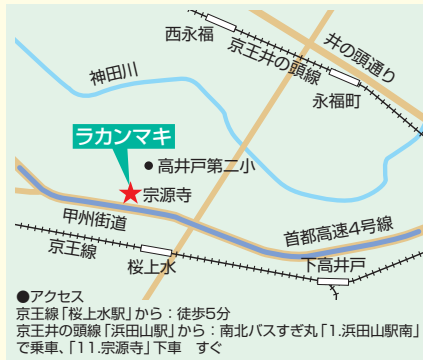 西永福
井の頭通り
京王井の頭線
神田川
永福町
ラカンマキ
高井戸第二小
宗源寺
甲州街道
首都高速4号線
京王線
桜上水
下高井戸
●アクセス
京王線「桜上水駅」から：徒歩5分
京王井の頭線「浜田山駅」から：南北バスすぎ丸「1.浜田山駅南」
で乗車、「11.宗源寺」下車　すぐ